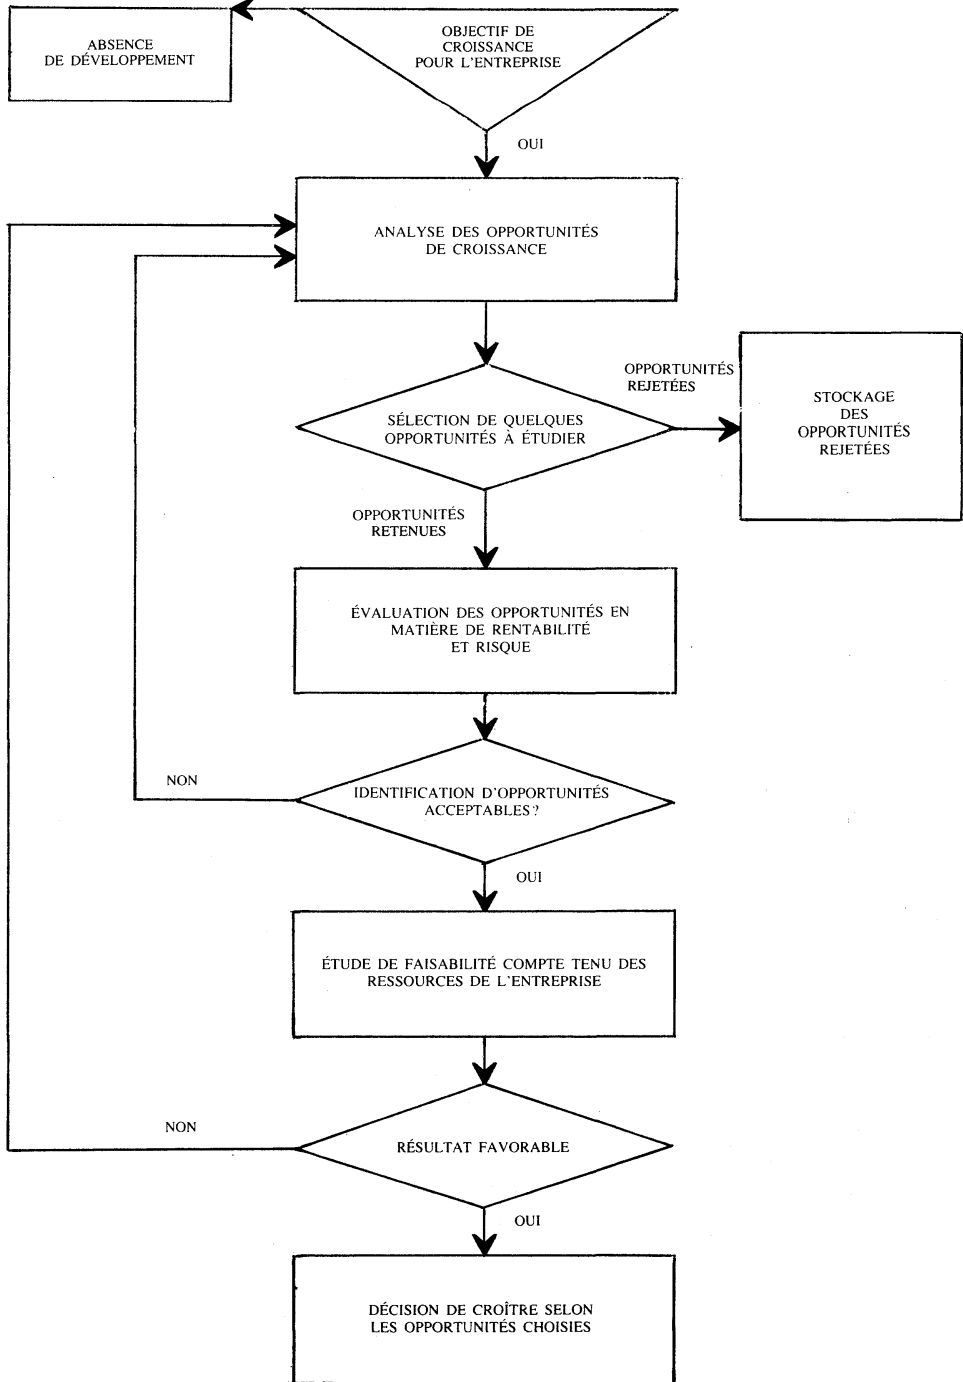 ABSENCE
DE DÉVELOPPEMENT
OBJECTIF DE
CROISSANCE
POUR L'ENTREPRISE
OUI
ANALYSE DES OPPORTUNITÉS
DE CROISSANCE
OPPORTUNITÉS
REJETÉES
SÉLECTION DE QUELQUES
OPPORTUNITÉS À ÉTUDIER
STOCKAGE
DES
OPPORTUNITÉS
REJETÉES
OPPORTUNITÉS
RETENUES
ÉVALUATION DES OPPORTUNITÉS EN
MATIÈRE DE RENTABILITÉ
ET RISQUE
NON
IDENTIFICATION D'OPPORTUNITÉS
ACCEPTABLES?
OUI
ÉTUDE DE FAISABILITÉ COMPTE TENU DES
RESSOURCES DE L'ENTREPRISE
NON
RÉSULTAT FAVORABLE
OUI
DÉCISION DE CROÎTRE SELON
LES OPPORTUNITÉS CHOISIES